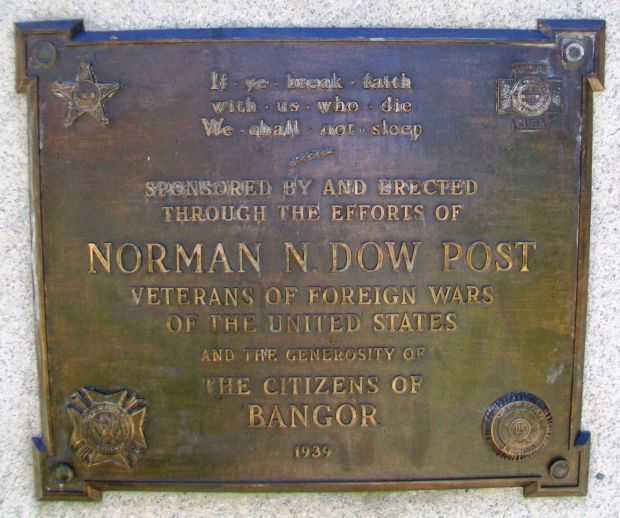 If · ye · break · faith
with · us · who · die
We · shall · not · sleep
SPONSORED BY AND ERECTED
THROUGH THE EFFORTS OF
NORMAN N. DOW POST
VETERANS OF FOREIGN WARS
OF THE UNITED STATES
AND THE GENEROSITY OF
THE CITIZENS OF
BANGOR
1939